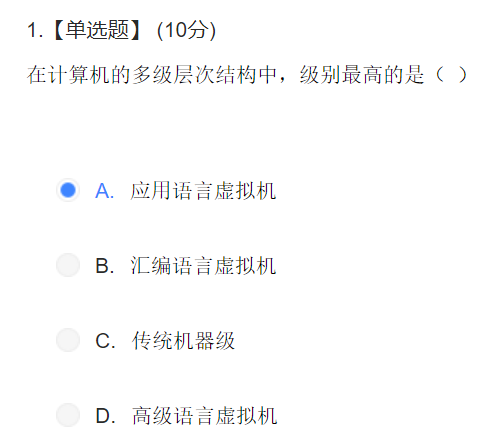 1.【单选题】 (10分)
在计算机的多级层次结构中，级别最高的是（ ）
A. 应用语言虚拟机
B. 汇编语言虚拟机
C. 传统机器级
D. 高级语言虚拟机